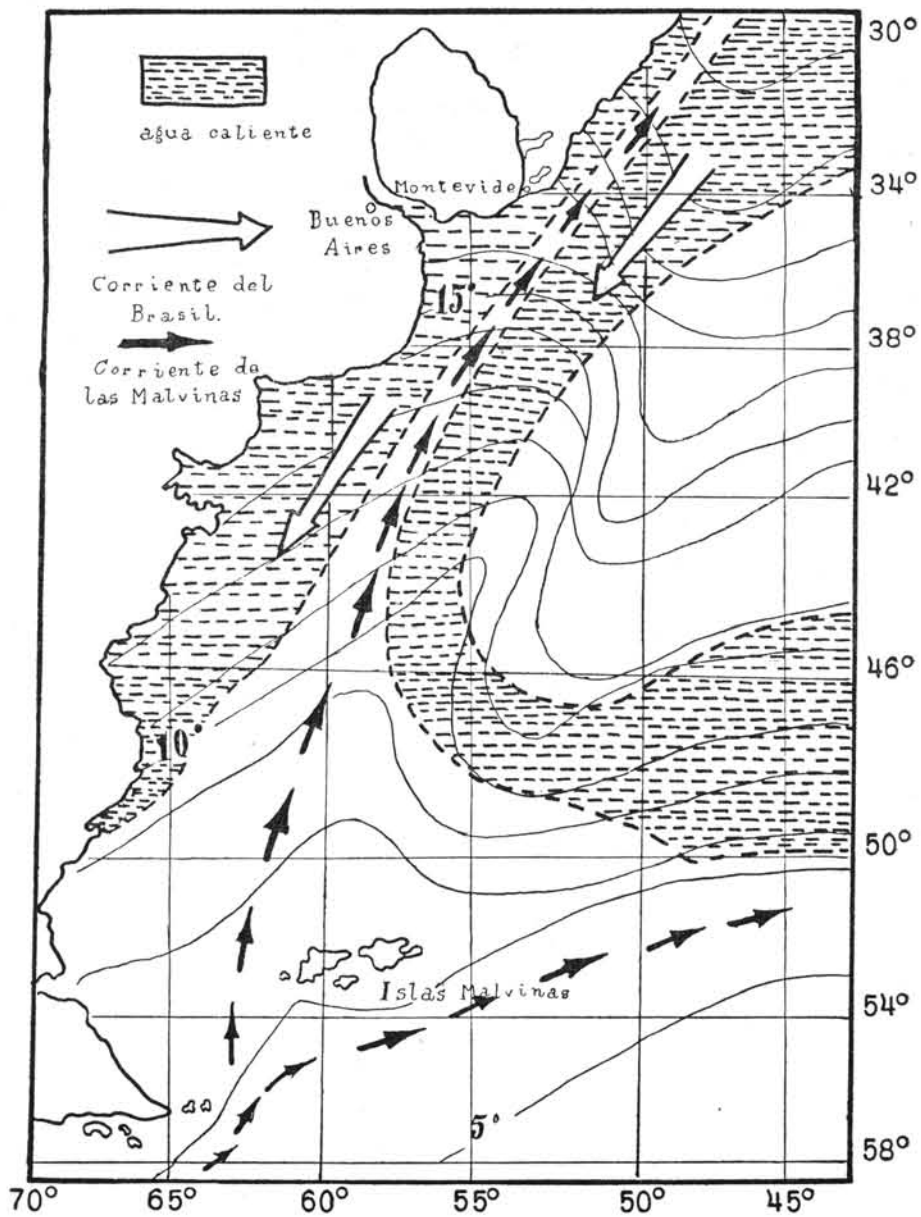 agua caliente
Montevideo
Buenos
Aires
Corriente del
Brasil.
Corriente de
las Malvinas
15°
10°
Islas Malvinas
5°
30°
34°
38°
42°
46°
50°
54°
58°
70° 65° 60° 55° 50° 45°